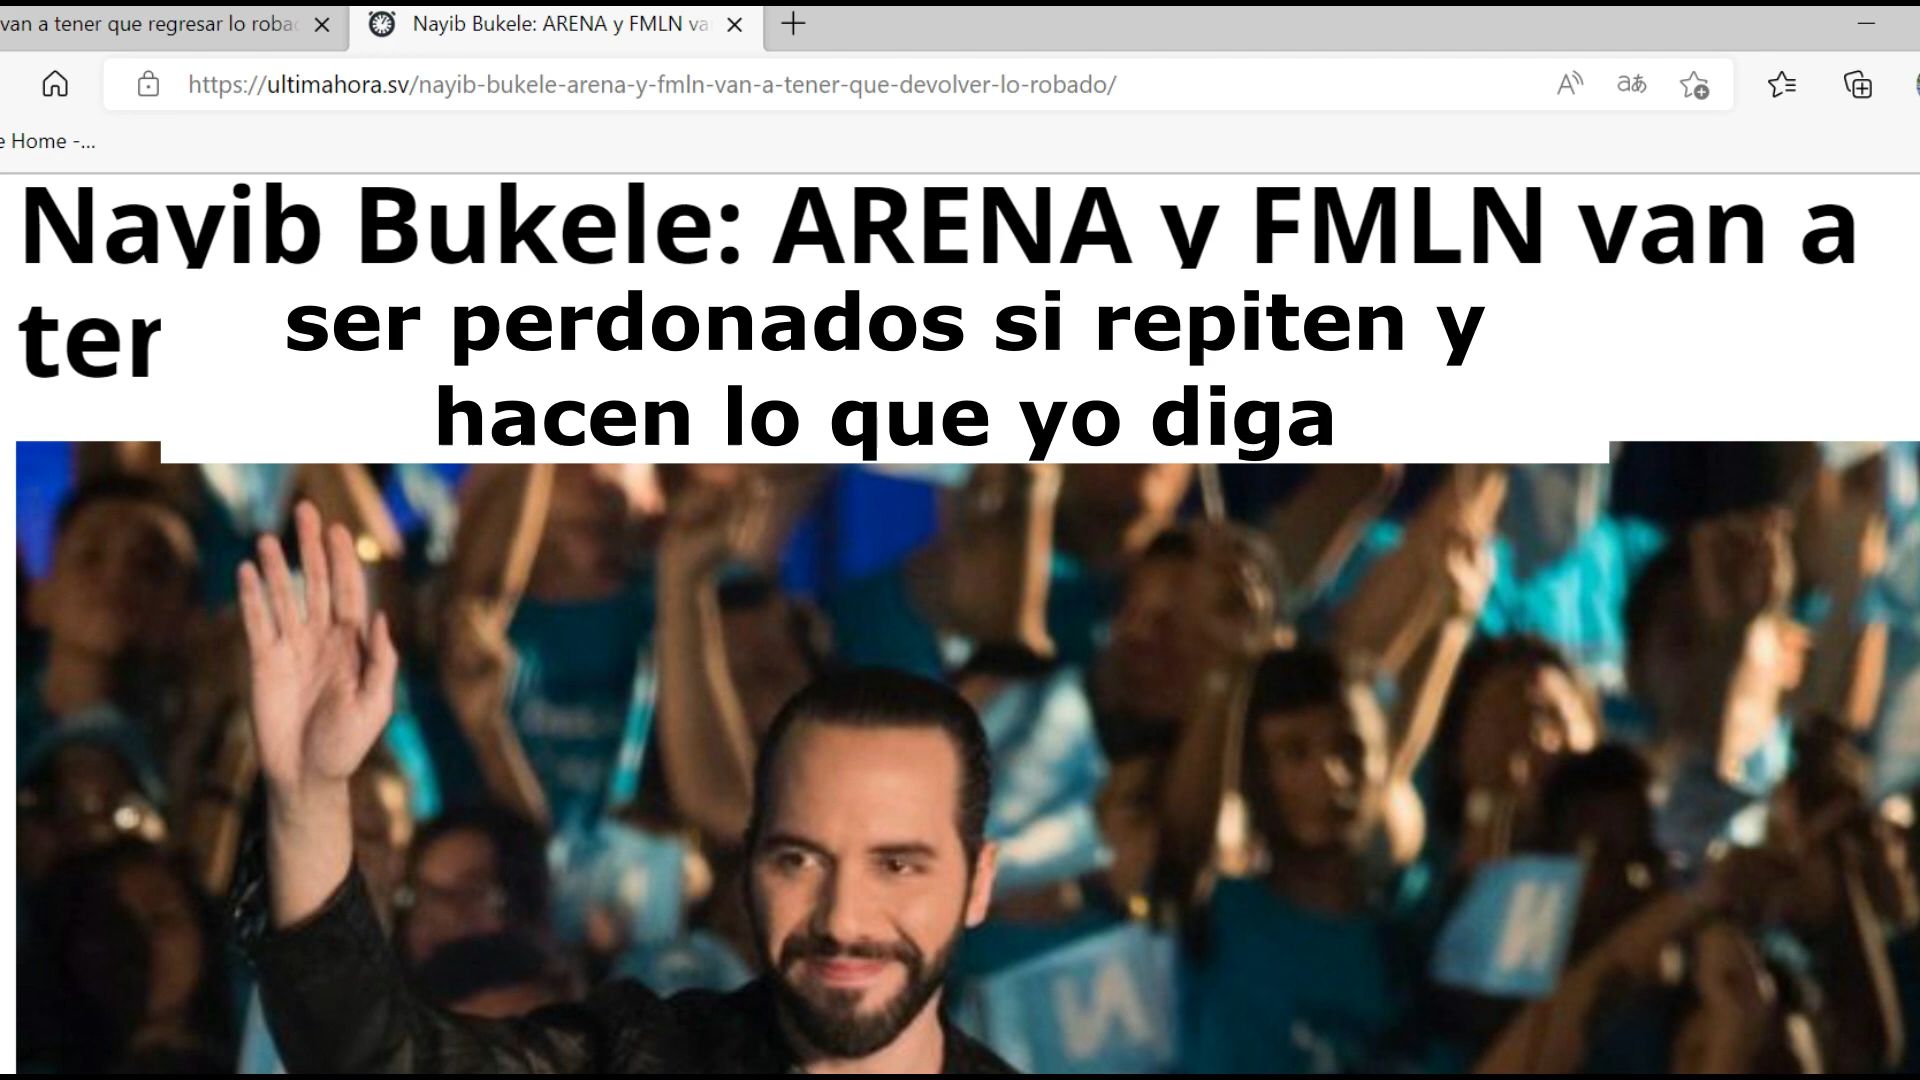 van a tener que regresar lo roba
Nayib Bukele: ARENA y FMLN va
https://ultimahora.sv/nayib-bukele-arena-y-fmln-van-a-tener-que-devolver-lo-robado/
e Home -...
Nayib Bukele: ARENA y FMLN van a
ter
ser perdonados si repiten y
hacen lo que yo diga
N
N